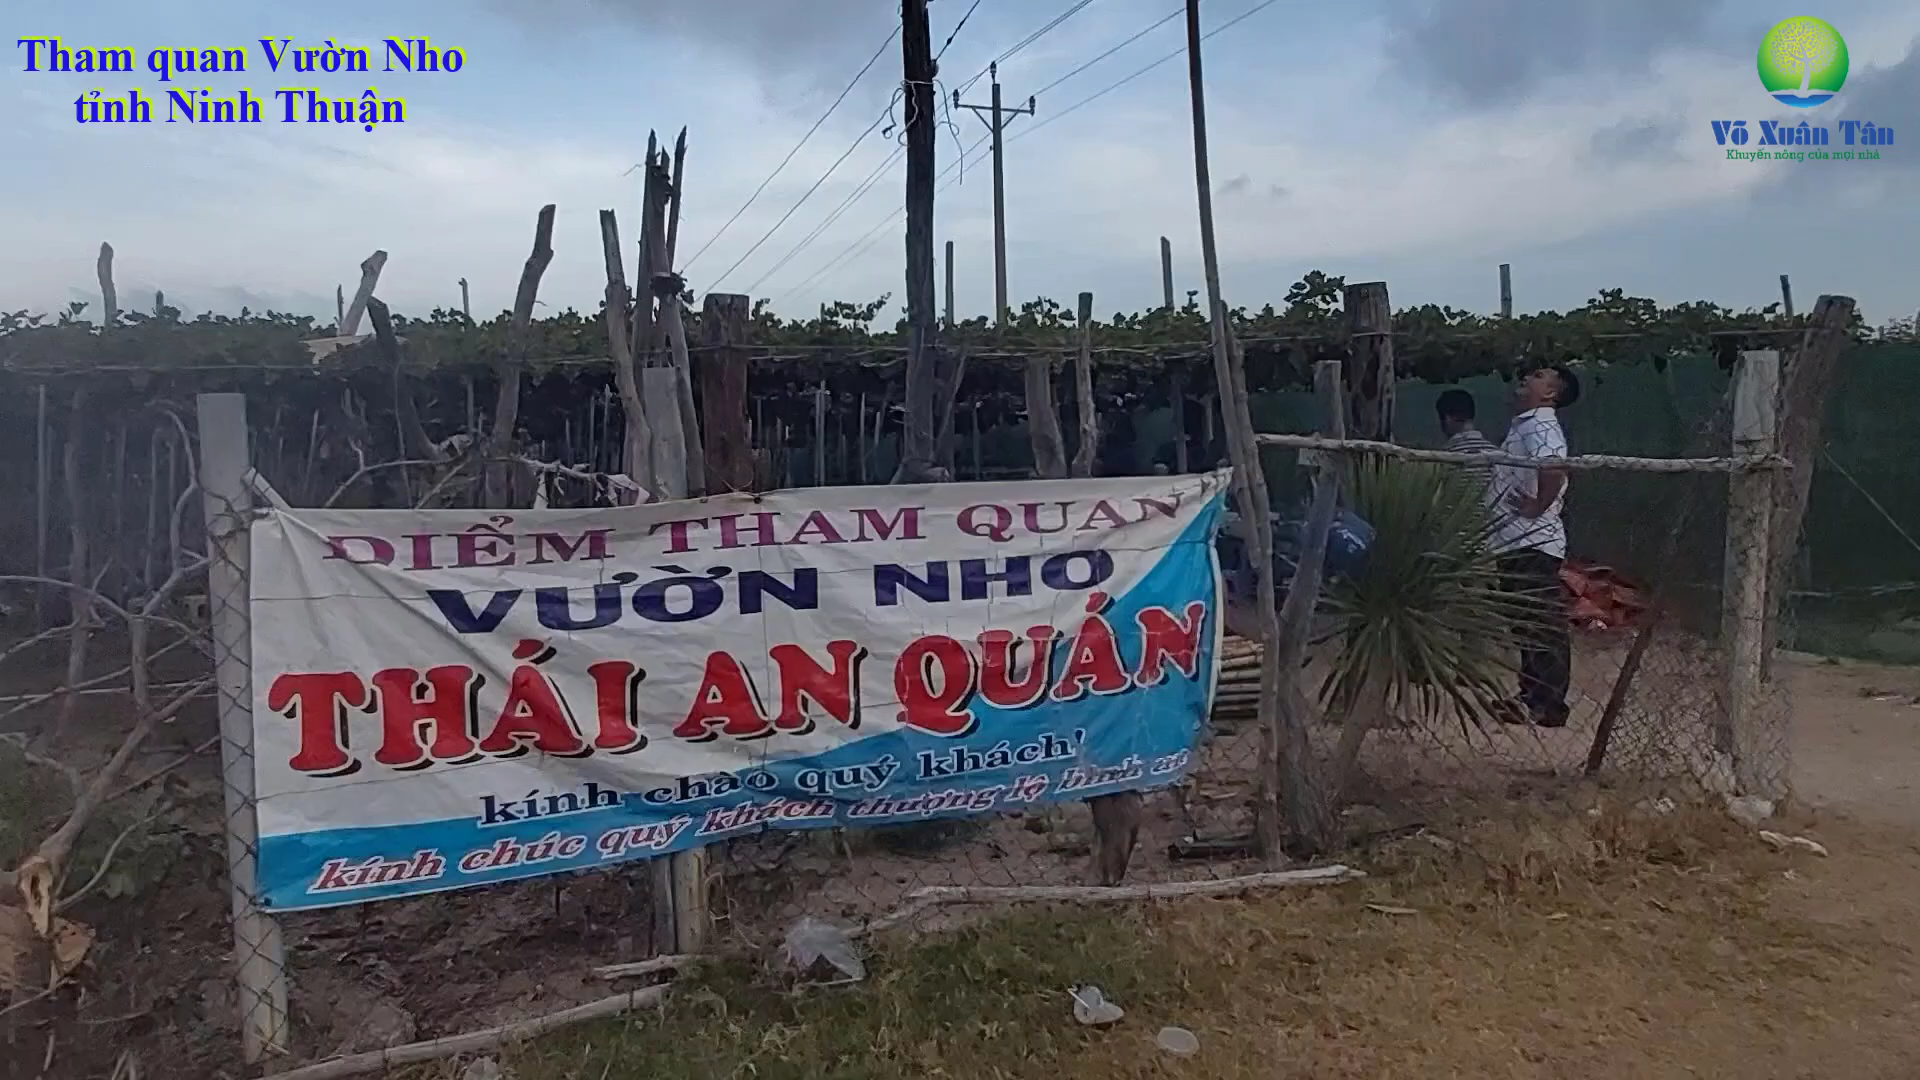 Tham quan Vườn Nho
tỉnh Ninh Thuận
Võ Xuân Tân
Khuyến nông của mọi nhà
ĐIỂM THAM QUAN
VƯỜN NHO
THÁI AN QUÁN
kính chào quý khách!
kính chúc quý khách thượng lộ bình an